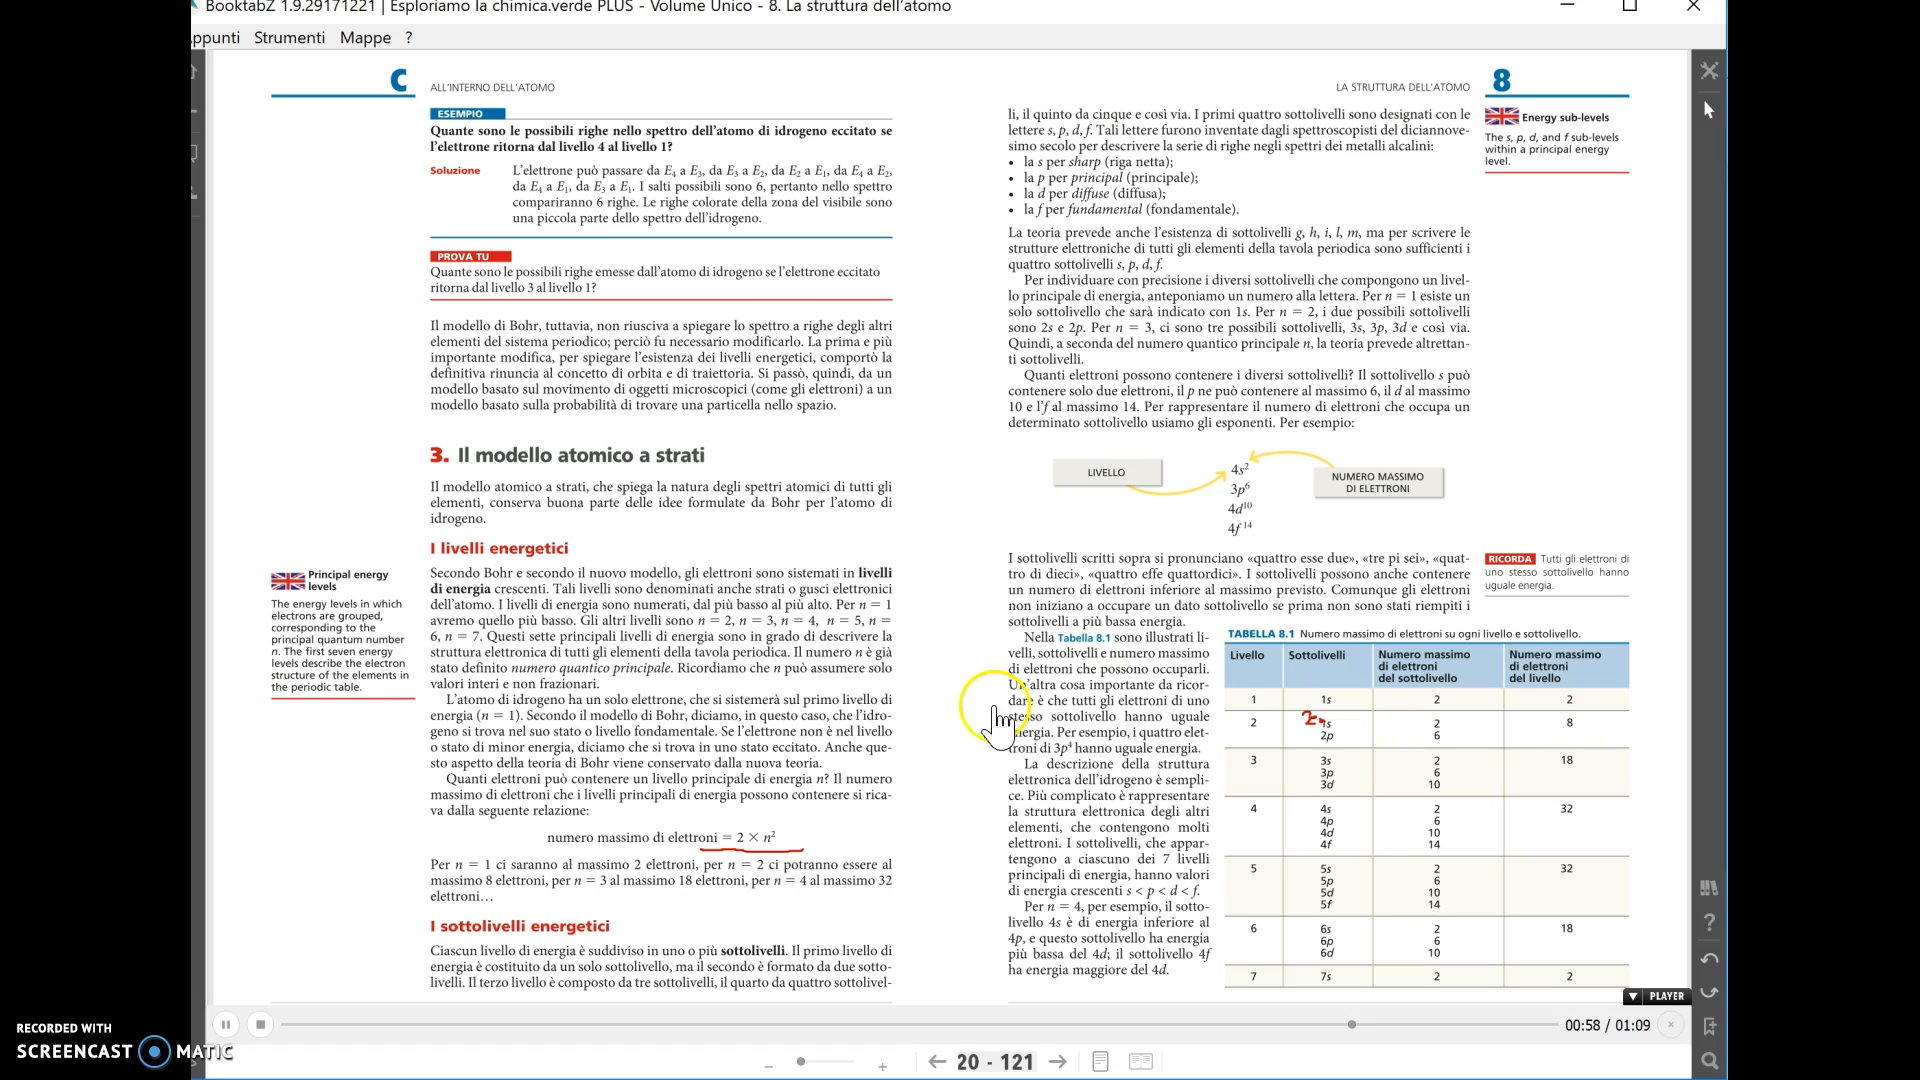 BooktabZ 1.9.29171221 | Esploriamo la chimica.verde PLUS - Volume Unico - 8. La struttura dell'atomo
ppunti Strumenti Mappe ?
C ALL'INTERNO DELL'ATOMO
ESEMPIO
Quante sono le possibili righe nello spettro dell'atomo di idrogeno eccitato se
l'elettrone ritorna dal livello 4 al livello 1?
Soluzione L'elettrone può passare da E4 a E3, da E3 a E2, da E2 a E1, da E4 a E2,
da E4 a E1, da E3 a E1. I salti possibili sono 6, pertanto nello spettro
compariranno 6 righe. Le righe colorate della zona del visibile sono
una piccola parte dello spettro dell'idrogeno.
PROVA TU
Quante sono le possibili righe emesse dall'atomo di idrogeno se l'elettrone eccitato
ritorna dal livello 3 al livello 1?
Il modello di Bohr, tuttavia, non riusciva a spiegare lo spettro a righe degli altri
elementi del sistema periodico; perciò fu necessario modificarlo. La prima e più
importante modifica, per spiegare l'esistenza dei livelli energetici, comportò la
definitiva rinuncia al concetto di orbita e di traiettoria. Si passò, quindi, da un
modello basato sul movimento di oggetti microscopici (come gli elettroni) a un
modello basato sulla probabilità di trovare una particella nello spazio.
3. Il modello atomico a strati
Il modello atomico a strati, che spiega la natura degli spettri atomici di tutti gli
elementi, conserva buona parte delle idee formulate da Bohr per l'atomo di
idrogeno.
I livelli energetici
Secondo Bohr e secondo il nuovo modello, gli elettroni sono sistemati in livelli
di energia crescenti. Tali livelli sono denominati anche strati o gusci elettronici
dell'atomo. I livelli di energia sono numerati, dal più basso al più alto. Per n = 1
avremo quello più basso. Gli altri livelli sono n = 2, n = 3, n = 4, n = 5, n =
6, n = 7. Questi sette principali livelli di energia sono in grado di descrivere la
struttura elettronica di tutti gli elementi della tavola periodica. Il numero n è già
stato definito numero quantico principale. Ricordiamo che n può assumere solo
valori interi e non frazionari.
L'atomo di idrogeno ha un solo elettrone, che si sistemerà sul primo livello di
energia (n = 1). Secondo il modello di Bohr, diciamo, in questo caso, che l'idro-
geno si trova nel suo stato o livello fondamentale. Se l'elettrone non è nel livello
o stato di minor energia, diciamo che si trova in uno stato eccitato. Anche que-
sto aspetto della teoria di Bohr viene conservato dalla nuova teoria.
Quanti elettroni può contenere un livello principale di energia n? Il numero
massimo di elettroni che i livelli principali di energia possono contenere si rica-
va dalla seguente relazione:
numero massimo di elettroni = 2 × n²
Per n = 1 ci saranno al massimo 2 elettroni, per n = 2 ci potranno essere al
massimo 8 elettroni, per n = 3 al massimo 18 elettroni, per n = 4 al massimo 32
elettroni…
I sottolivelli energetici
Ciascun livello di energia è suddiviso in uno o più sottolivelli. Il primo livello di
energia è costituito da un solo sottolivello, ma il secondo è formato da due sotto-
livelli. Il terzo livello è composto da tre sottolivelli, il quarto da quattro sottolivel-
Principal energy
levels
The energy levels in which
electrons are grouped,
corresponding to the
principal quantum number
n. The first seven energy
levels describe the electron
structure of the elements in
the periodic table.
LA STRUTTURA DELL'ATOMO 8
li, il quinto da cinque e così via. I primi quattro sottolivelli sono designati con le
lettere s, p, d, f. Tali lettere furono inventate dagli spettroscopisti del diciannove-
simo secolo per descrivere la serie di righe negli spettri dei metalli alcalini:
• la s per sharp (riga netta);
• la p per principal (principale);
• la d per diffuse (diffusa);
• la f per fundamental (fondamentale).
La teoria prevede anche l'esistenza di sottolivelli g, h, i, l, m, ma per scrivere le
strutture elettroniche di tutti gli elementi della tavola periodica sono sufficienti i
quattro sottolivelli s, p, d, f.
Per individuare con precisione i diversi sottolivelli che compongono un livel-
lo principale di energia, anteponiamo un numero alla lettera. Per n = 1 esiste un
solo sottolivello che sarà indicato con 1s. Per n = 2, i due possibili sottolivelli
sono 2s e 2p. Per n = 3, ci sono tre possibili sottolivelli, 3s, 3p, 3d e così via.
Quindi, a seconda del numero quantico principale n, la teoria prevede altrettan-
ti sottolivelli.
Quanti elettroni possono contenere i diversi sottolivelli? Il sottolivello s può
contenere solo due elettroni, il p ne può contenere al massimo 6, il d al massimo
10 e l'f al massimo 14. Per rappresentare il numero di elettroni che occupa un
determinato sottolivello usiamo gli esponenti. Per esempio:
LIVELLO
4s²
3p⁶
4d¹⁰
4f¹⁴
NUMERO MASSIMO
DI ELETTRONI
I sottolivelli scritti sopra si pronunciano «quattro esse due», «tre pi sei», «quat-
tro di dieci», «quattro effe quattordici». I sottolivelli possono anche contenere
un numero di elettroni inferiore al massimo previsto. Comunque gli elettroni
non iniziano a occupare un dato sottolivello se prima non sono stati riempiti i
sottolivelli a più bassa energia.
Nella Tabella 8.1 sono illustrati li-
velli, sottolivelli e numero massimo
di elettroni che possono occuparli.
Un'altra cosa importante da ricor-
dare è che tutti gli elettroni di uno
stesso sottolivello hanno uguale
energia. Per esempio, i quattro elet-
troni di 3p⁴ hanno uguale energia.
La descrizione della struttura
elettronica dell'idrogeno è sempli-
ce. Più complicato è rappresentare
la struttura elettronica degli altri
elementi, che contengono molti
elettroni. I sottolivelli, che appar-
tengono a ciascuno dei 7 livelli
principali di energia, hanno valori
di energia crescenti s < p < d < f.
Per n = 4, per esempio, il sotto-
livello 4s è di energia inferiore al
4p, e questo sottolivello ha energia
più bassa del 4d; il sottolivello 4f
ha energia maggiore del 4d.
Energy sub-levels
The s, p, d, and f sub-levels
within a principal energy
level.
RICORDA Tutti gli elettroni di
uno stesso sottolivello hanno
uguale energia.
TABELLA 8.1 Numero massimo di elettroni su ogni livello e sottolivello.
Livello Sottolivelli Numero massimo di elettroni del sottolivello Numero massimo di elettroni del livello
1 1s 2 2
2 2 1s 2 8
2p 6
3 3s 2 18
3p 6
3d 10
4 4s 2 32
4p 6
4d 10
4f 14
5 5s 2 32
5p 6
5d 10
5f 14
6 6s 2 18
6p 6
6d 10
7 7s 2 2
PLAYER
00:58 / 01:09
20 - 121
RECORDED WITH
SCREENCAST MATIC